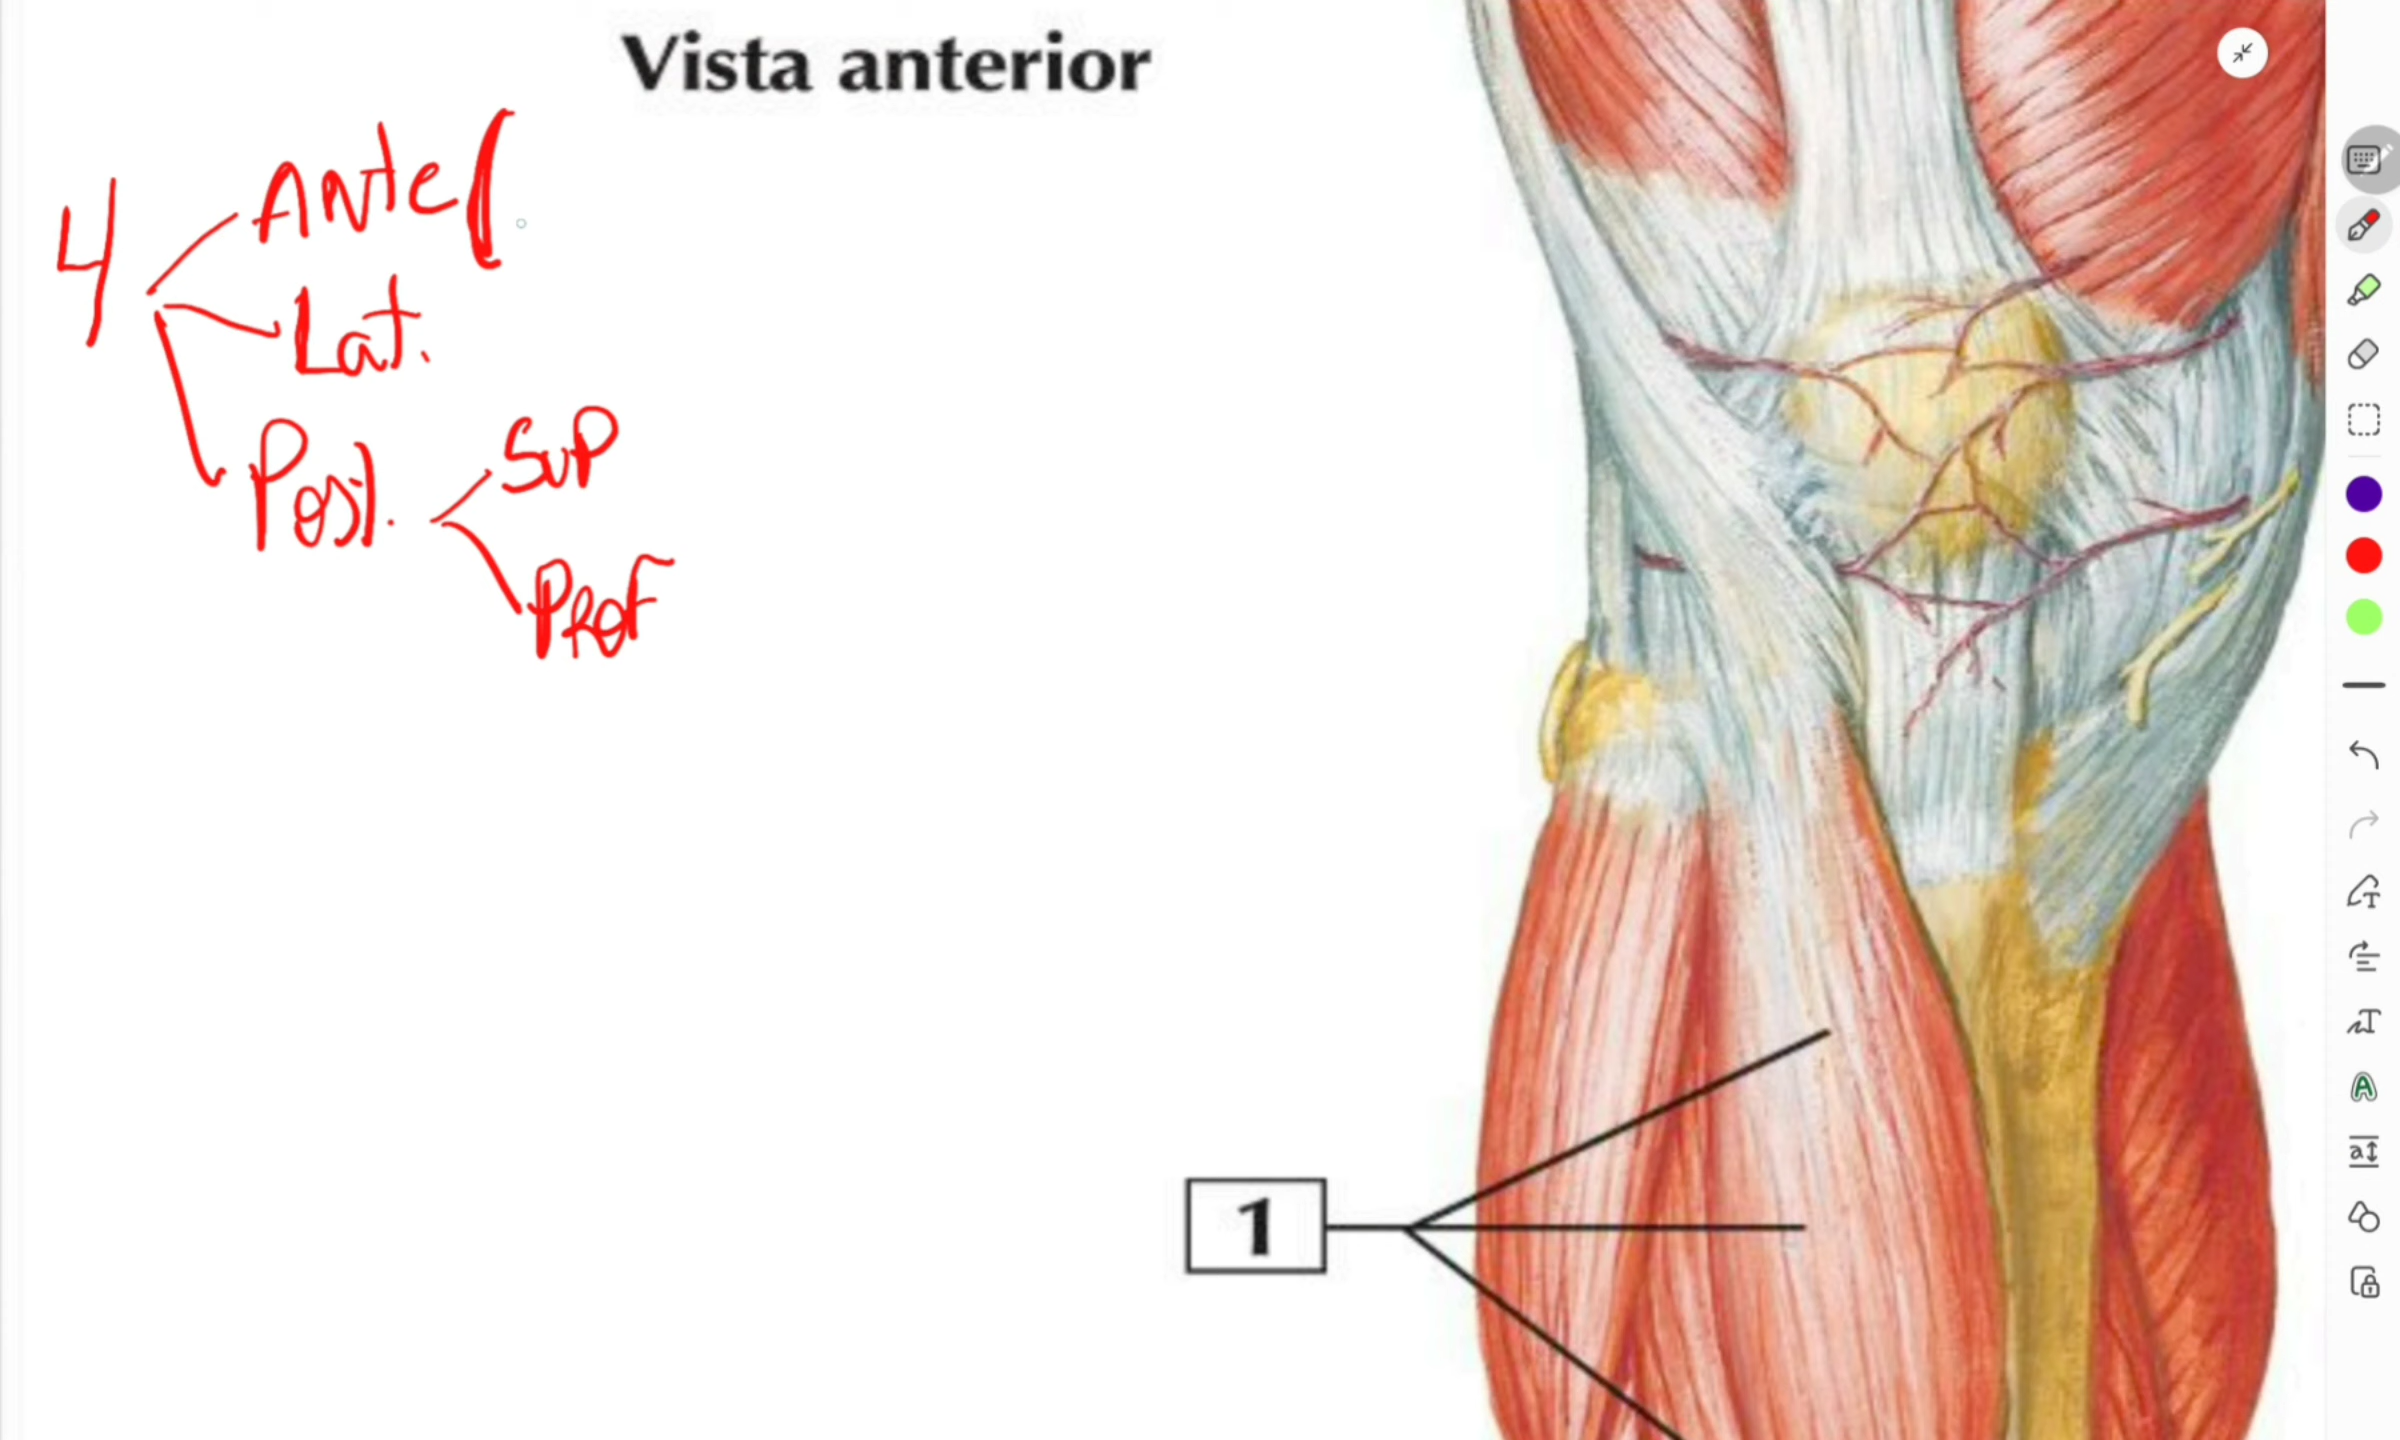 Vista anterior
4
Ante
Lat.
Post.
Sup
Prof
1